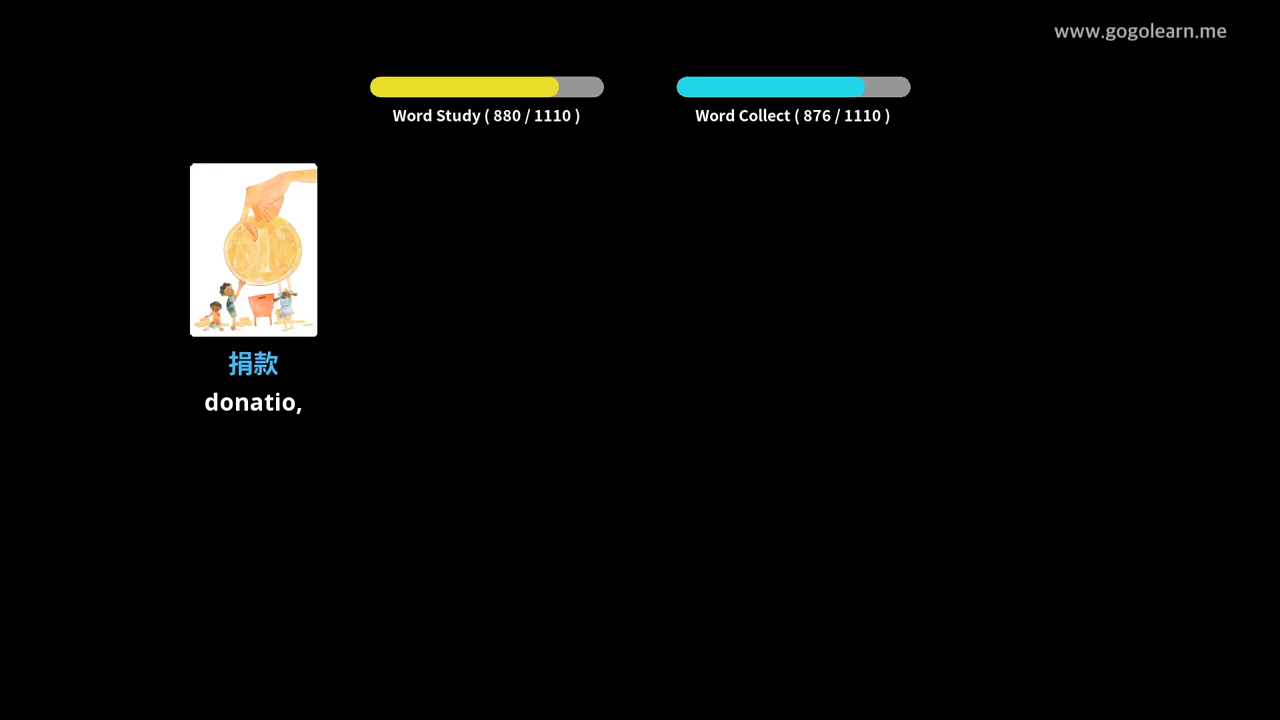 www.gogolearn.me
Word Study ( 880 / 1110 )
Word Collect ( 876 / 1110 )
捐款
donatio,